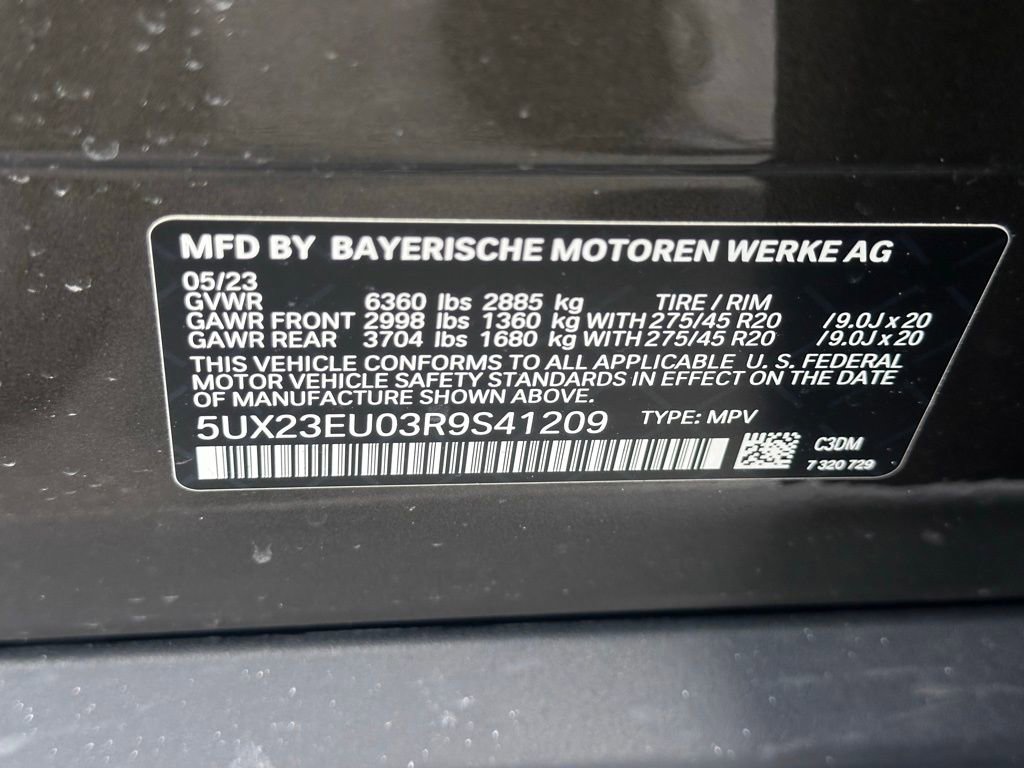 MFD BY BAYERISCHE MOTOREN WERKE AG
05/23
GVWR 6360 lbs 2885 kg TIRE / RIM
GAWR FRONT 2998 lbs 1360 kg WITH 275/45 R20 / 9.0J x 20
GAWR REAR 3704 lbs 1680 kg WITH 275/45 R20 / 9.0J x 20
THIS VEHICLE CONFORMS TO ALL APPLICABLE U. S. FEDERAL
MOTOR VEHICLE SAFETY STANDARDS IN EFFECT ON THE DATE
OF MANUFACTURE SHOWN ABOVE.
5UX23EU03R9S41209 TYPE: MPV
C3DM
7 320 729